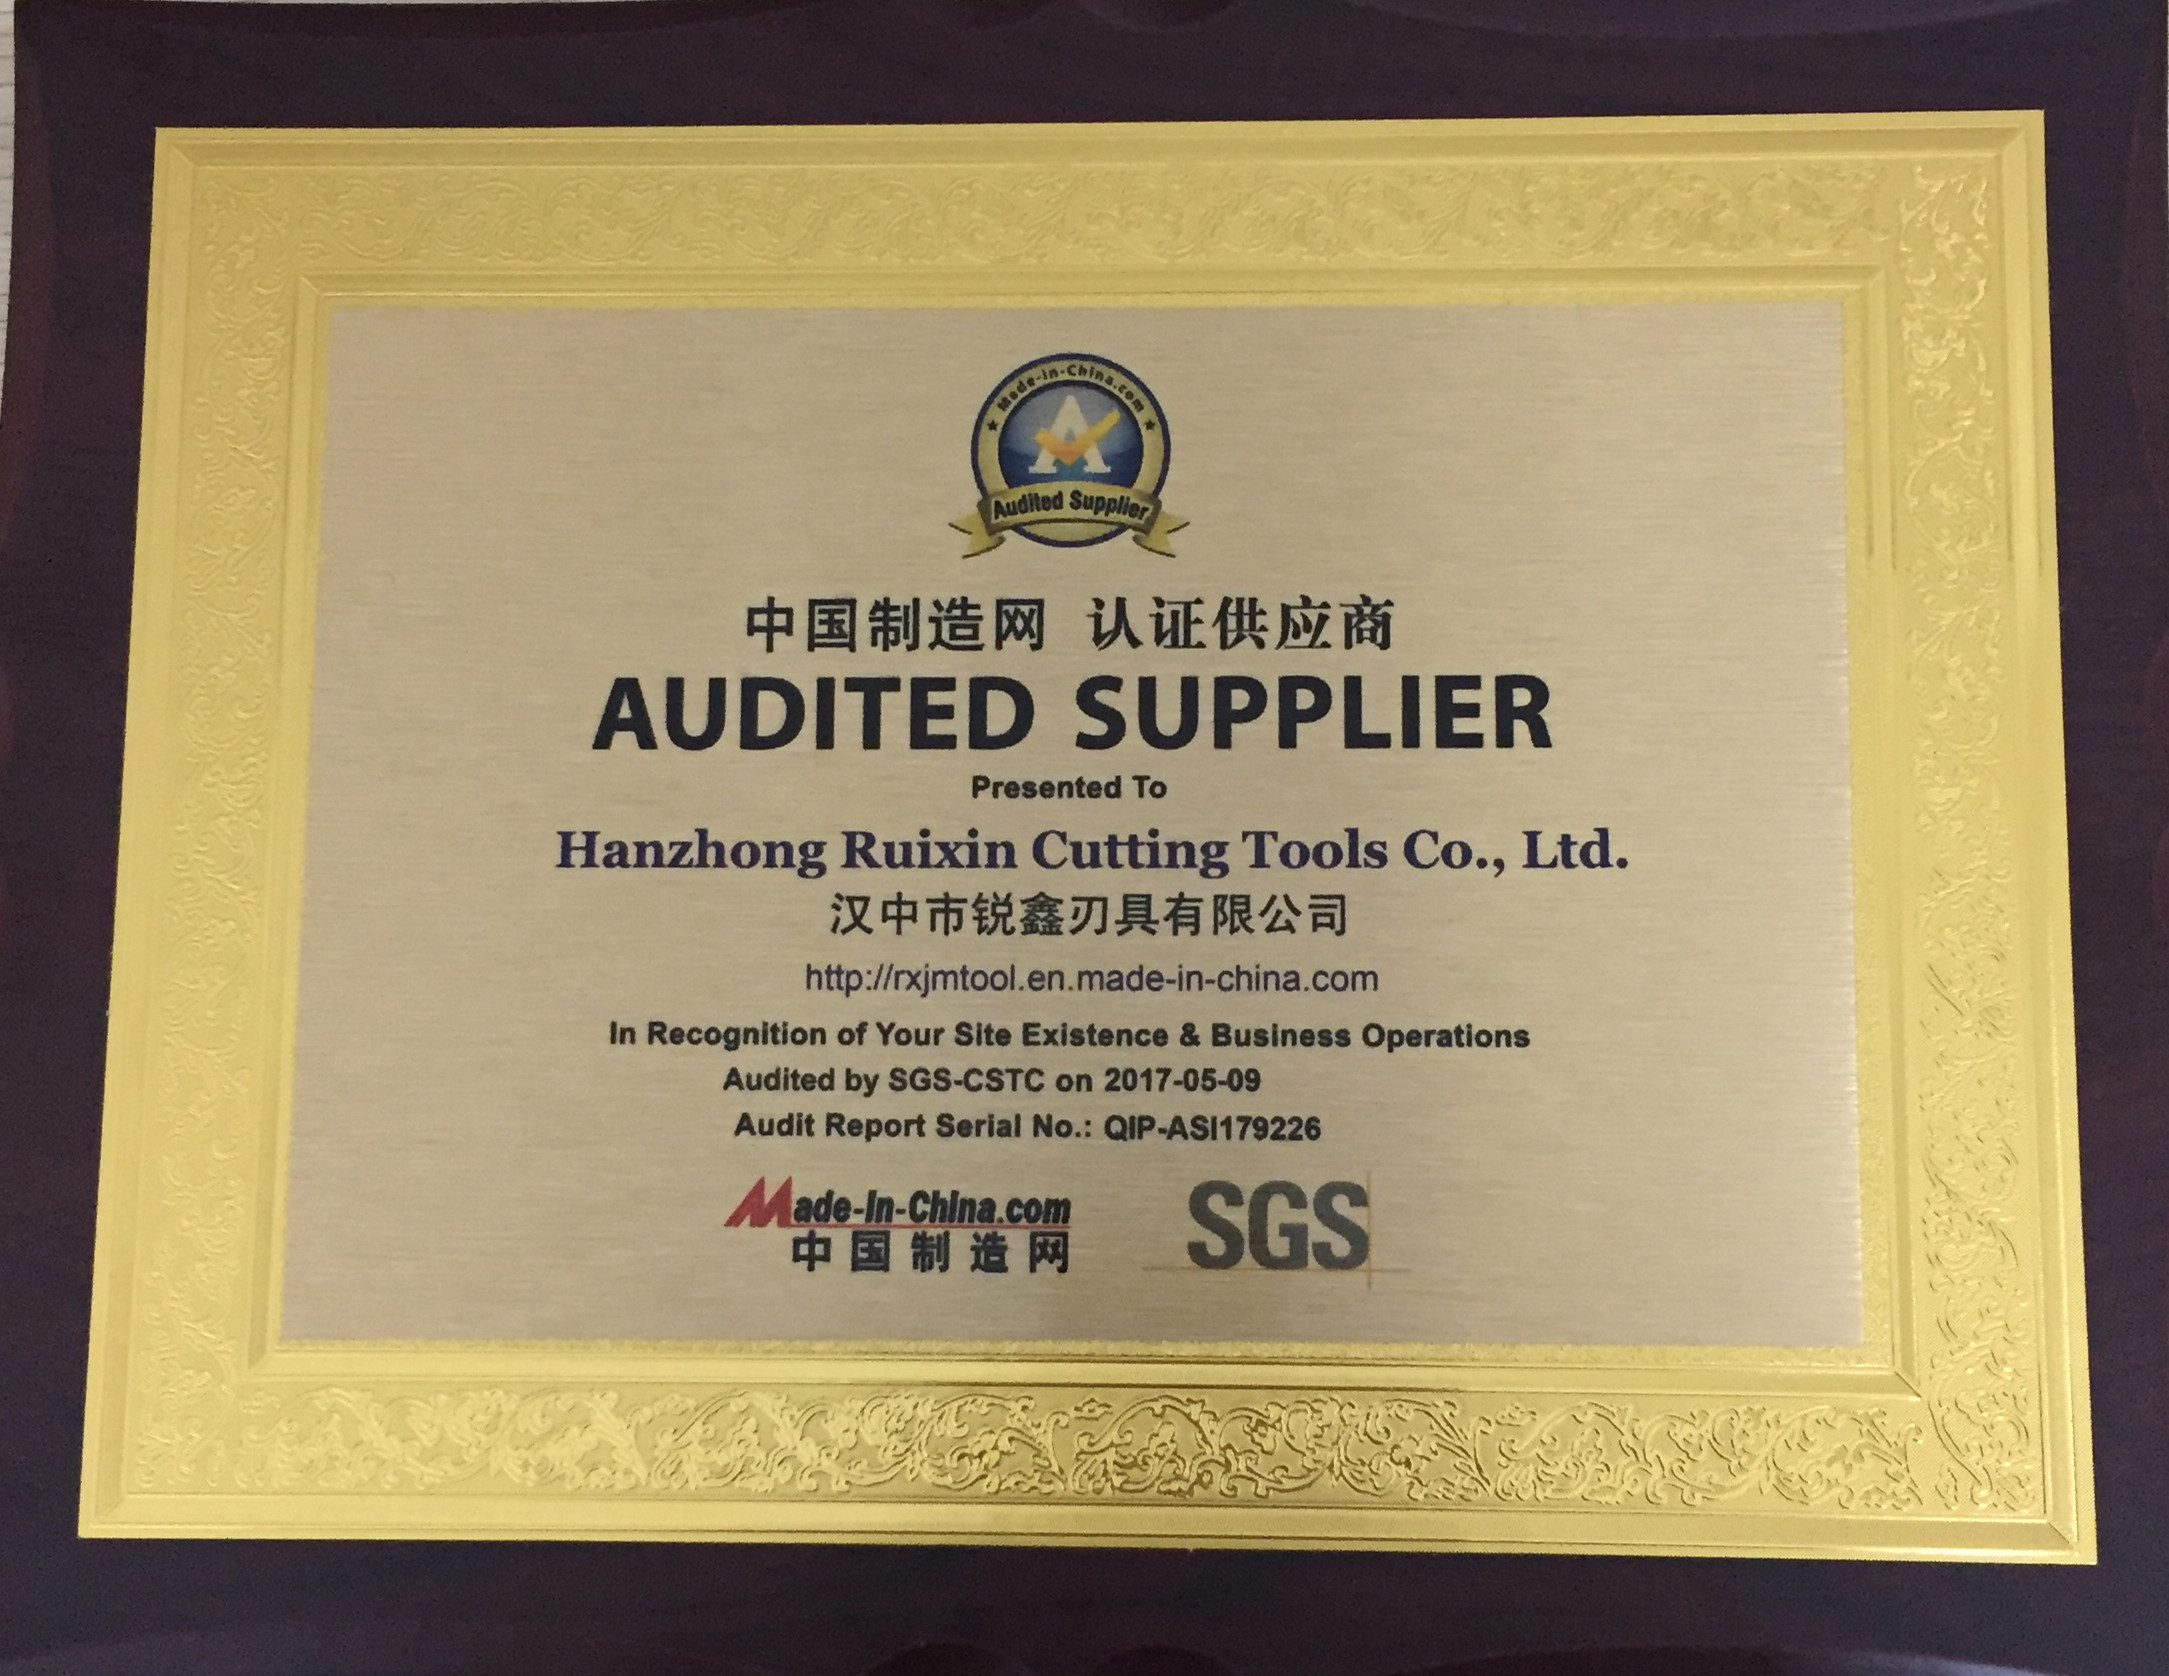 Made-in-China.com
A
Audited Supplier
中国制造网 认证供应商
AUDITED SUPPLIER
Presented To
Hanzhong Ruixin Cutting Tools Co., Ltd.
汉中市锐鑫刃具有限公司
http://rxjmtool.en.made-in-china.com
In Recognition of Your Site Existence & Business Operations
Audited by SGS-CSTC on 2017-05-09
Audit Report Serial No.: QIP-ASI179226
Made-in-China.com
中国制造网
SGS